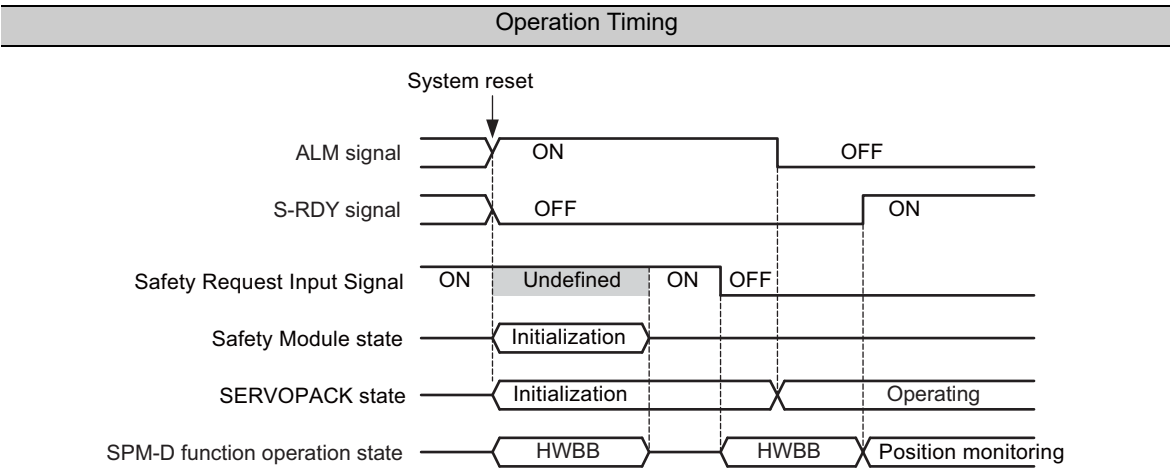 Operation Timing
System reset
ALM signal ON OFF
S-RDY signal OFF ON
Safety Request Input Signal ON Undefined ON OFF
Safety Module state Initialization
SERVOPACK state Initialization Operating
SPM-D function operation state HWBB HWBB Position monitoring